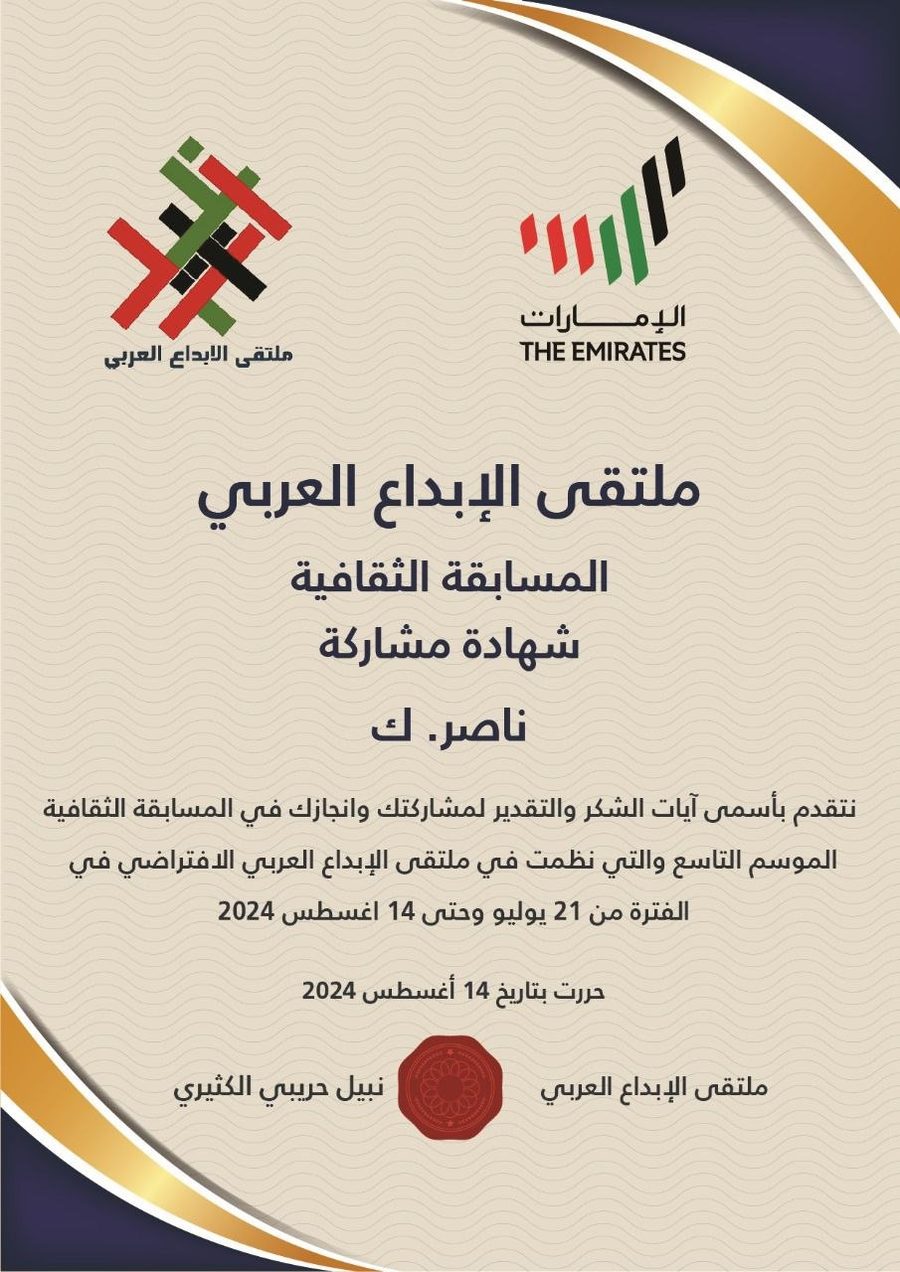 ملتقى الابداع العربي
الإمـــارات
THE EMIRATES
ملتقى الإبداع العربي
المسابقة الثقافية
شهادة مشاركة
ناصر. ك
نتقدم بأسمى آيات الشكر والتقدير لمشاركتك وانجازك في المسابقة الثقافية
الموسم التاسع والتي نظمت في ملتقى الإبداع العربي الافتراضي في
الفترة من 21 يوليو وحتى 14 اغسطس 2024
حررت بتاريخ 14 أغسطس 2024
ملتقى الإبداع العربي
نبيل حريبي الكثيري